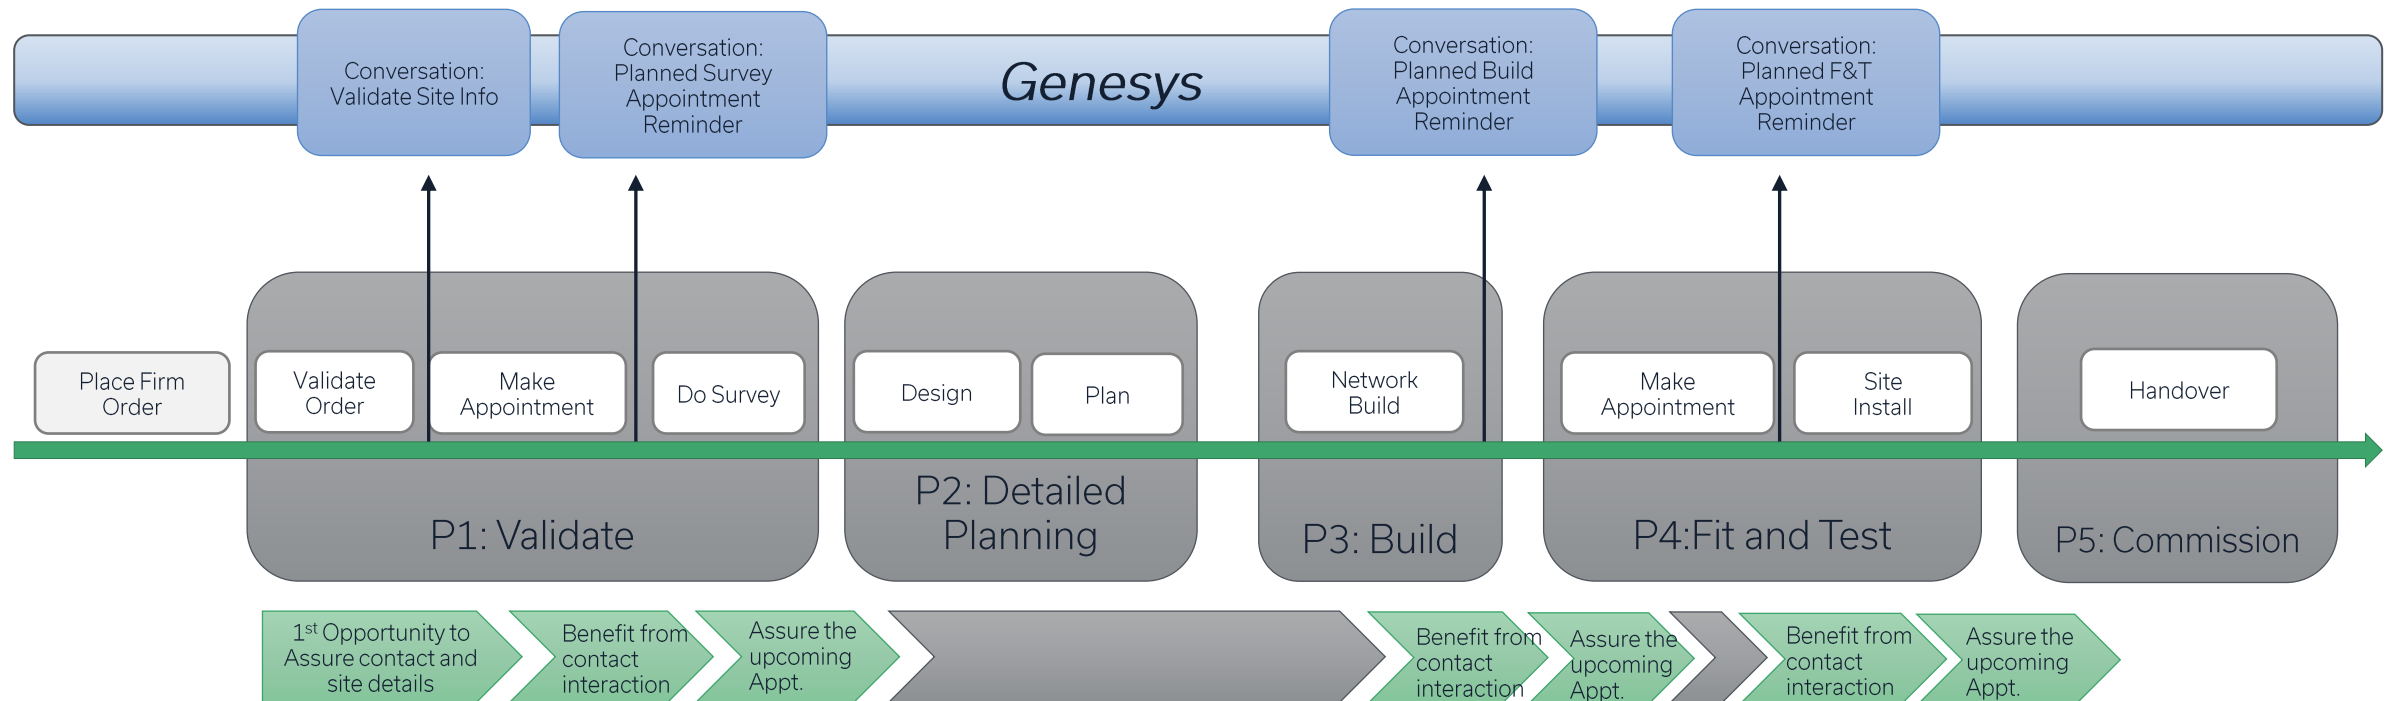 Conversation:
Validate Site Info
Conversation:
Planned Survey
Appointment
Reminder
Genesys
Conversation:
Planned Build
Appointment
Reminder
Conversation:
Planned F&T
Appointment
Reminder
Place Firm
Order
Validate
Order
Make
Appointment
Do Survey
Design
Plan
Network
Build
Make
Appointment
Site
Install
Handover
P1: Validate
P2: Detailed
Planning
P3: Build
P4:Fit and Test
P5: Commission
1st Opportunity to
Assure contact and
site details
Benefit from
contact
interaction
Assure the
upcoming
Appt.
Benefit from
contact
interaction
Assure the
upcoming
Appt.
Benefit from
contact
interaction
Assure the
upcoming
Appt.